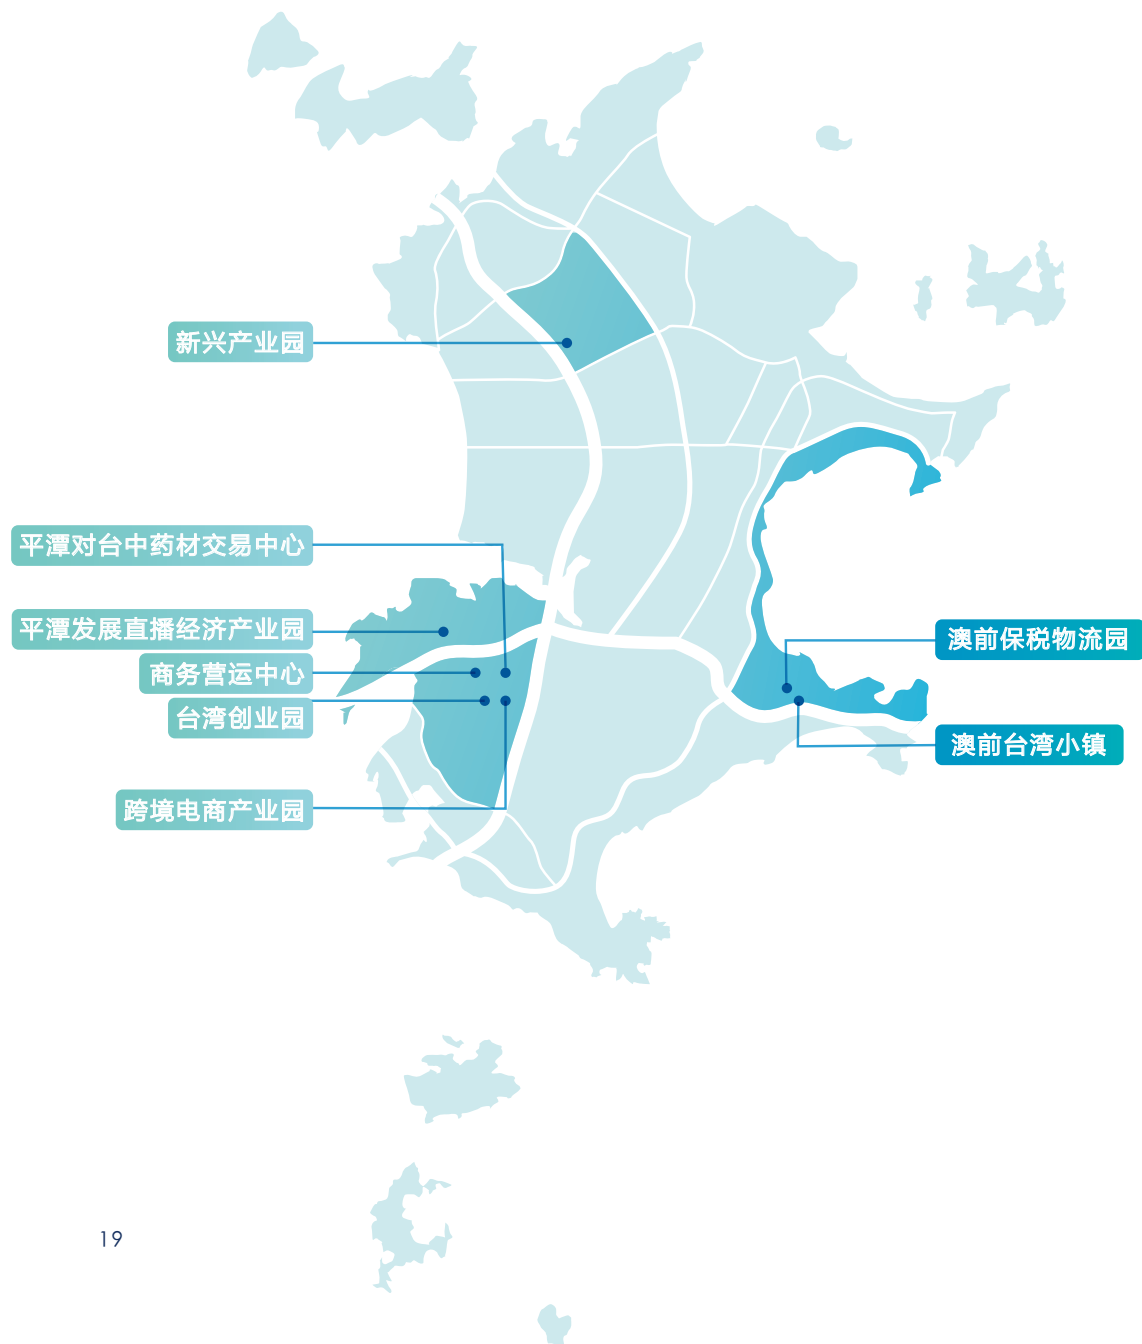 新兴产业园
平潭对台中药材交易中心
平潭发展直播经济产业园
商务营运中心
台湾创业园
跨境电商产业园
澳前保税物流园
澳前台湾小镇
19